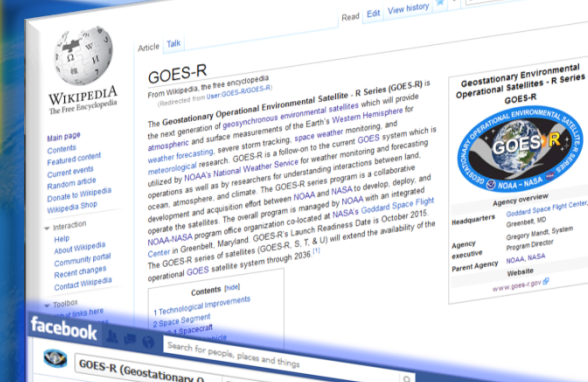 Read Edit View history
Article Talk
WIKIPEDIA
The Free Encyclopedia
Main page
Contents
Featured content
Current events
Random article
Donate to Wikipedia
Wikipedia Shop
Interaction
Help
About Wikipedia
Community portal
Recent changes
Contact Wikipedia
Toolbox
GOES-R
From Wikipedia, the free encyclopedia
(Redirected from User:GOES-R/GOES-R)
The Geostationary Operational Environmental Satellite - R Series (GOES-R) is
the next generation of geosynchronous environmental satellites which will provide
atmospheric and surface measurements of the Earth's Western Hemisphere for
weather forecasting, severe storm tracking, space weather monitoring, and
meteorological research. GOES-R is a follow-on to the current GOES system which is
utilized by NOAA's National Weather Service for weather monitoring and forecasting
operations as well as by researchers for understanding interactions between land,
ocean, atmosphere, and climate. The GOES-R series program is a collaborative
development and acquisition effort between NOAA and NASA to develop, deploy, and
operate the satellites. The overall program is managed by NOAA with an integrated
NOAA-NASA program office organization co-located at NASA's Goddard Space Flight
Center in Greenbelt, Maryland. GOES-R's Launch Readiness Date is October 2015.
The GOES-R series of satellites (GOES-R, S, T, & U) will extend the availability of the
operational GOES satellite system through 2036.[1]
Contents [hide]
1 Technological Improvements
2 Space Segment
Spacecraft
Geostationary Environmental
Operational Satellites - R Series
GOES-R
GEOSTATIONARY OPERATIONAL ENVIRONMENTAL SATELLITE
GOES R
NOAA - NASA
Agency overview
Headquarters Goddard Space Flight Center,
Greenbelt, MD
Agency executive Gregory Mandt, System
Program Director
Parent Agency NOAA, NASA
Website
www.goes-r.gov
facebook
Search for people, places and things
GOES-R (Geostationary O